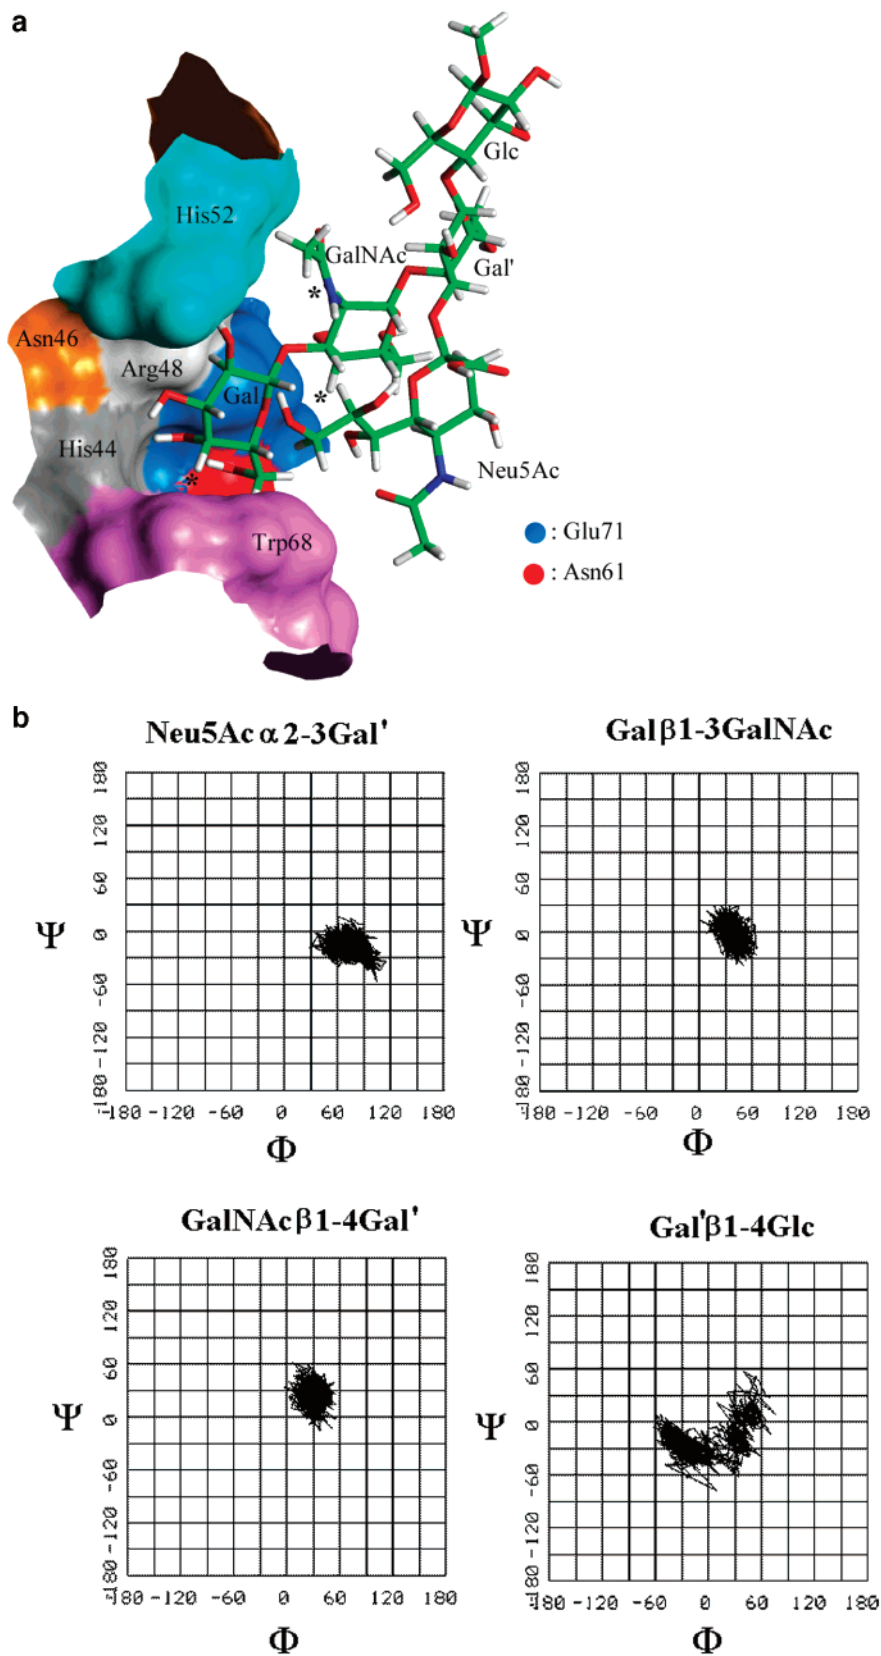 a
Glc
His52
GalNAc
Gal'
*
Asn46
Arg48
Gal
*
His44
Neu5Ac
*
Trp68
: Glu71
: Asn61
b
Neu5Ac α 2-3Gal'
180
120
60
0
-60
-120
-180
Ψ
-180 -120 -60 0 60 120 180
Φ
Galβ1-3GalNAc
180
120
60
0
-60
-120
-180
Ψ
-180 -120 -60 0 60 120 180
Φ
GalNAcβ1-4Gal'
180
120
60
0
-60
-120
-180
Ψ
-180 -120 -60 0 60 120 180
Φ
Gal'β1-4Glc
180
120
60
0
-60
-120
-180
Ψ
-180 -120 -60 0 60 120 180
Φ